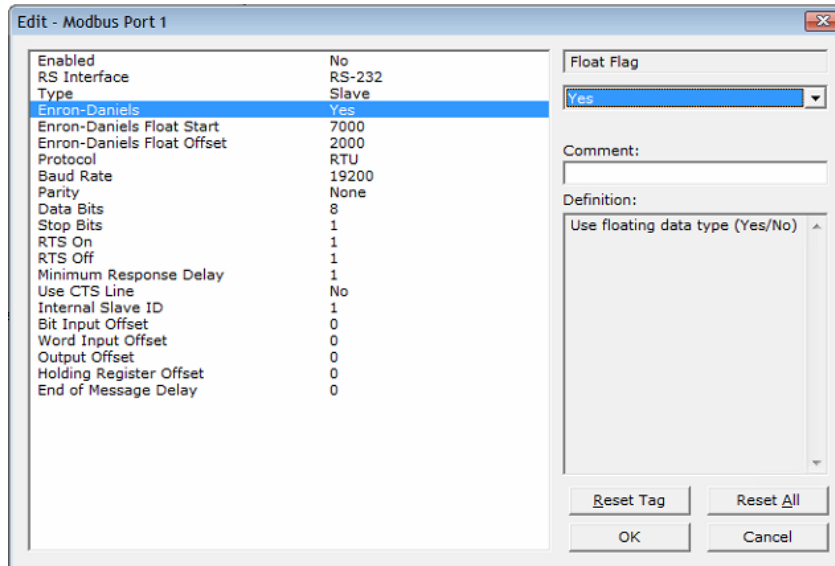 Edit - Modbus Port 1
Enabled No
RS Interface RS-232
Type Slave
Enron-Daniels Yes
Enron-Daniels Float Start 7000
Enron-Daniels Float Offset 2000
Protocol RTU
Baud Rate 19200
Parity None
Data Bits 8
Stop Bits 1
RTS On 1
RTS Off 1
Minimum Response Delay 1
Use CTS Line No
Internal Slave ID 1
Bit Input Offset 0
Word Input Offset 0
Output Offset 0
Holding Register Offset 0
End of Message Delay 0
Float Flag
Yes
Comment:
Definition:
Use floating data type (Yes/No)
Reset Tag Reset All
OK Cancel